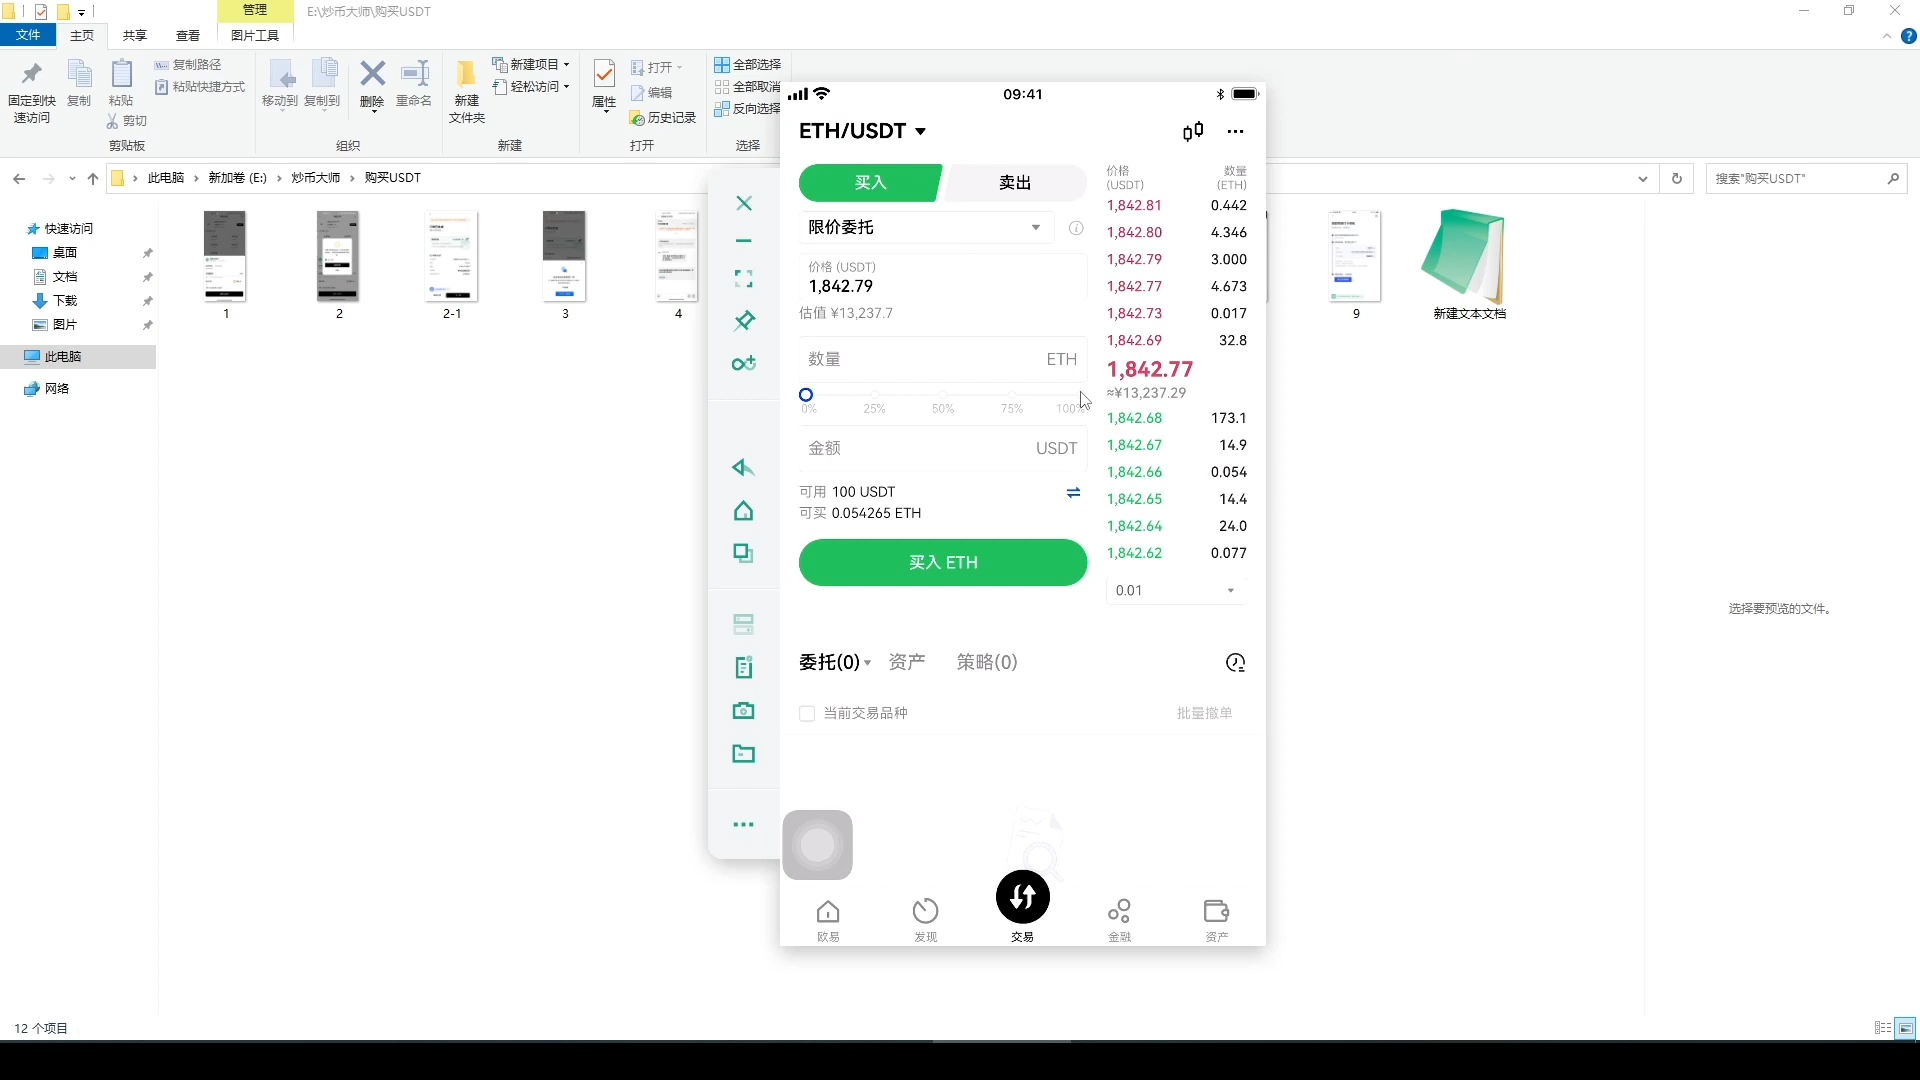 管理
E:\炒币大师\购买USDT
文件
主页
共享
查看
图片工具
固定到快
速访问
复制
粘贴
复制路径
粘贴快捷方式
剪切
剪贴板
移动到
复制到
删除
重命名
组织
新建
文件夹
新建项目
轻松访问
新建
属性
打开
编辑
历史记录
打开
全部选择
全部取消
反向选择
选择
此电脑 › 新加卷 (E:) › 炒币大师 › 购买USDT
搜索"购买USDT"
快速访问
桌面
文档
下载
图片
此电脑
网络
1
2
2-1
3
4
9
新建文本文档
选择要预览的文件。
12 个项目
09:41
ETH/USDT
买入
卖出
限价委托
价格 (USDT)
1,842.79
估值 ¥13,237.7
数量
ETH
0%
25%
50%
75%
100%
金额
USDT
可用 100 USDT
可买 0.054265 ETH
买入 ETH
价格
(USDT)
数量
(ETH)
1,842.81 0.442
1,842.80 4.346
1,842.79 3.000
1,842.77 4.673
1,842.73 0.017
1,842.69 32.8
1,842.77
≈¥13,237.29
1,842.68 173.1
1,842.67 14.9
1,842.66 0.054
1,842.65 14.4
1,842.64 24.0
1,842.62 0.077
0.01
委托(0)
资产
策略(0)
当前交易品种
批量撤单
欧易
发现
交易
金融
资产